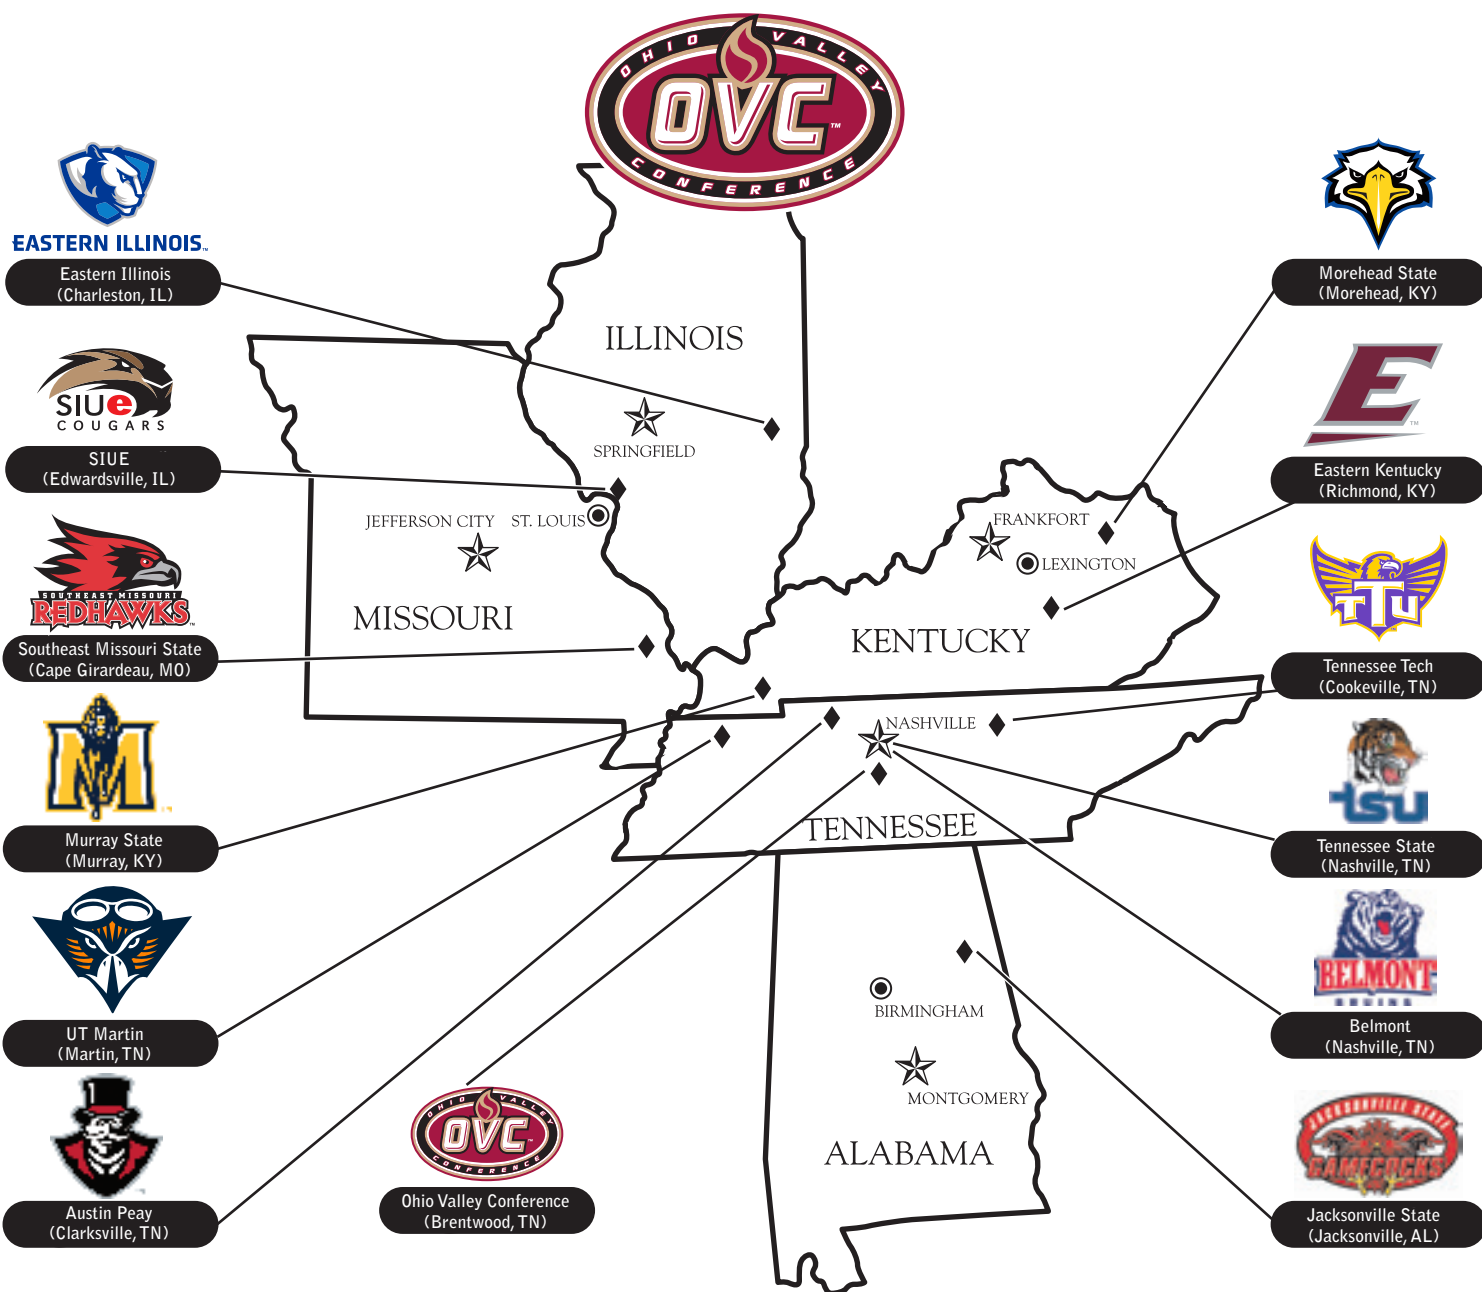 OHIO VALLEY
OVC™
CONFERENCE
EASTERN ILLINOIS™
Eastern Illinois
(Charleston, IL)
SIUe
COUGARS
SIUE
(Edwardsville, IL)
SOUTHEAST MISSOURI
REDHAWKS
Southeast Missouri State
(Cape Girardeau, MO)
M
Murray State
(Murray, KY)
UT Martin
(Martin, TN)
Austin Peay
(Clarksville, TN)
OHIO VALLEY
OVC
CONFERENCE
Ohio Valley Conference
(Brentwood, TN)
ILLINOIS
SPRINGFIELD
JEFFERSON CITY
ST. LOUIS
MISSOURI
FRANKFORT
LEXINGTON
KENTUCKY
NASHVILLE
TENNESSEE
BIRMINGHAM
MONTGOMERY
ALABAMA
Morehead State
(Morehead, KY)
E™
Eastern Kentucky
(Richmond, KY)
TTU
Tennessee Tech
(Cookeville, TN)
tsu
Tennessee State
(Nashville, TN)
BELMONT
BRUINS
Belmont
(Nashville, TN)
JACKSONVILLE STATE
GAMECOCKS
Jacksonville State
(Jacksonville, AL)